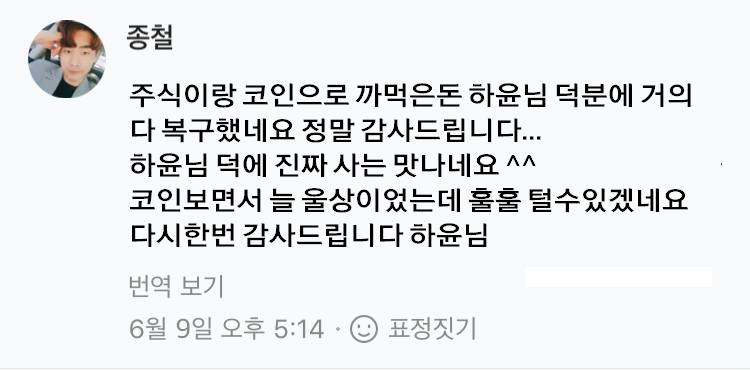 종철
주식이랑 코인으로 까먹은돈 하윤님 덕분에 거의
다 복구했네요 정말 감사드립니다...
하윤님 덕에 진짜 사는 맛나네요 ^^
코인보면서 늘 울상이었는데 훌훌 털수있겠네요
다시한번 감사드립니다 하윤님
번역 보기
6월 9일 오후 5:14 · 표정짓기